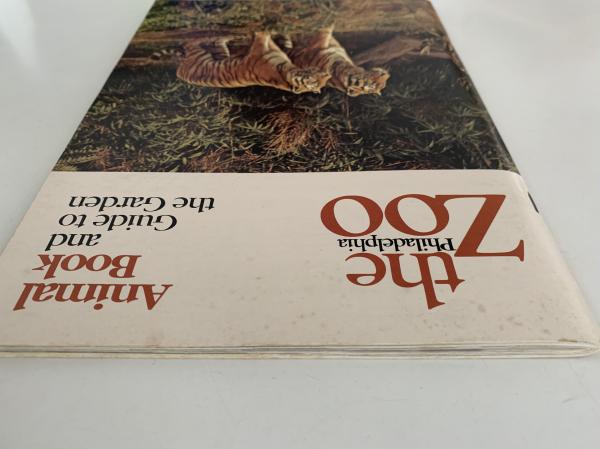 the
Philadelphia
Zoo
Animal
Book
and
Guide to
the Garden